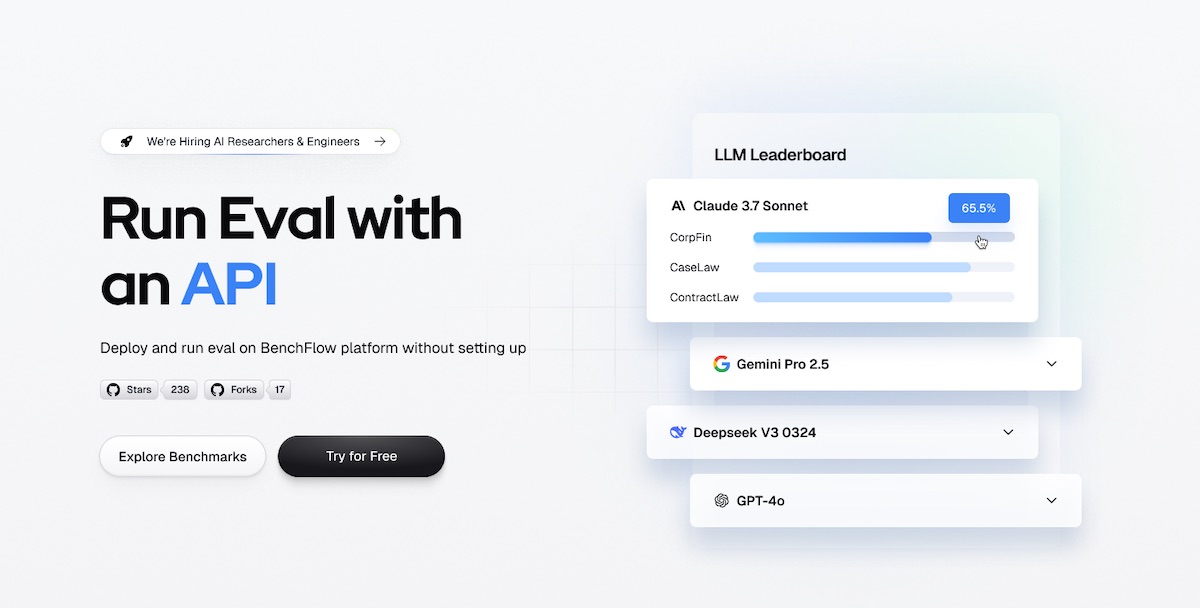 We're Hiring AI Researchers & Engineers
Run Eval with
an API
Deploy and run eval on BenchFlow platform without setting up
Stars 238 Forks 17
Explore Benchmarks
Try for Free
LLM Leaderboard
Claude 3.7 Sonnet
65.5%
CorpFin
CaseLaw
ContractLaw
Gemini Pro 2.5
Deepseek V3 0324
GPT-4o